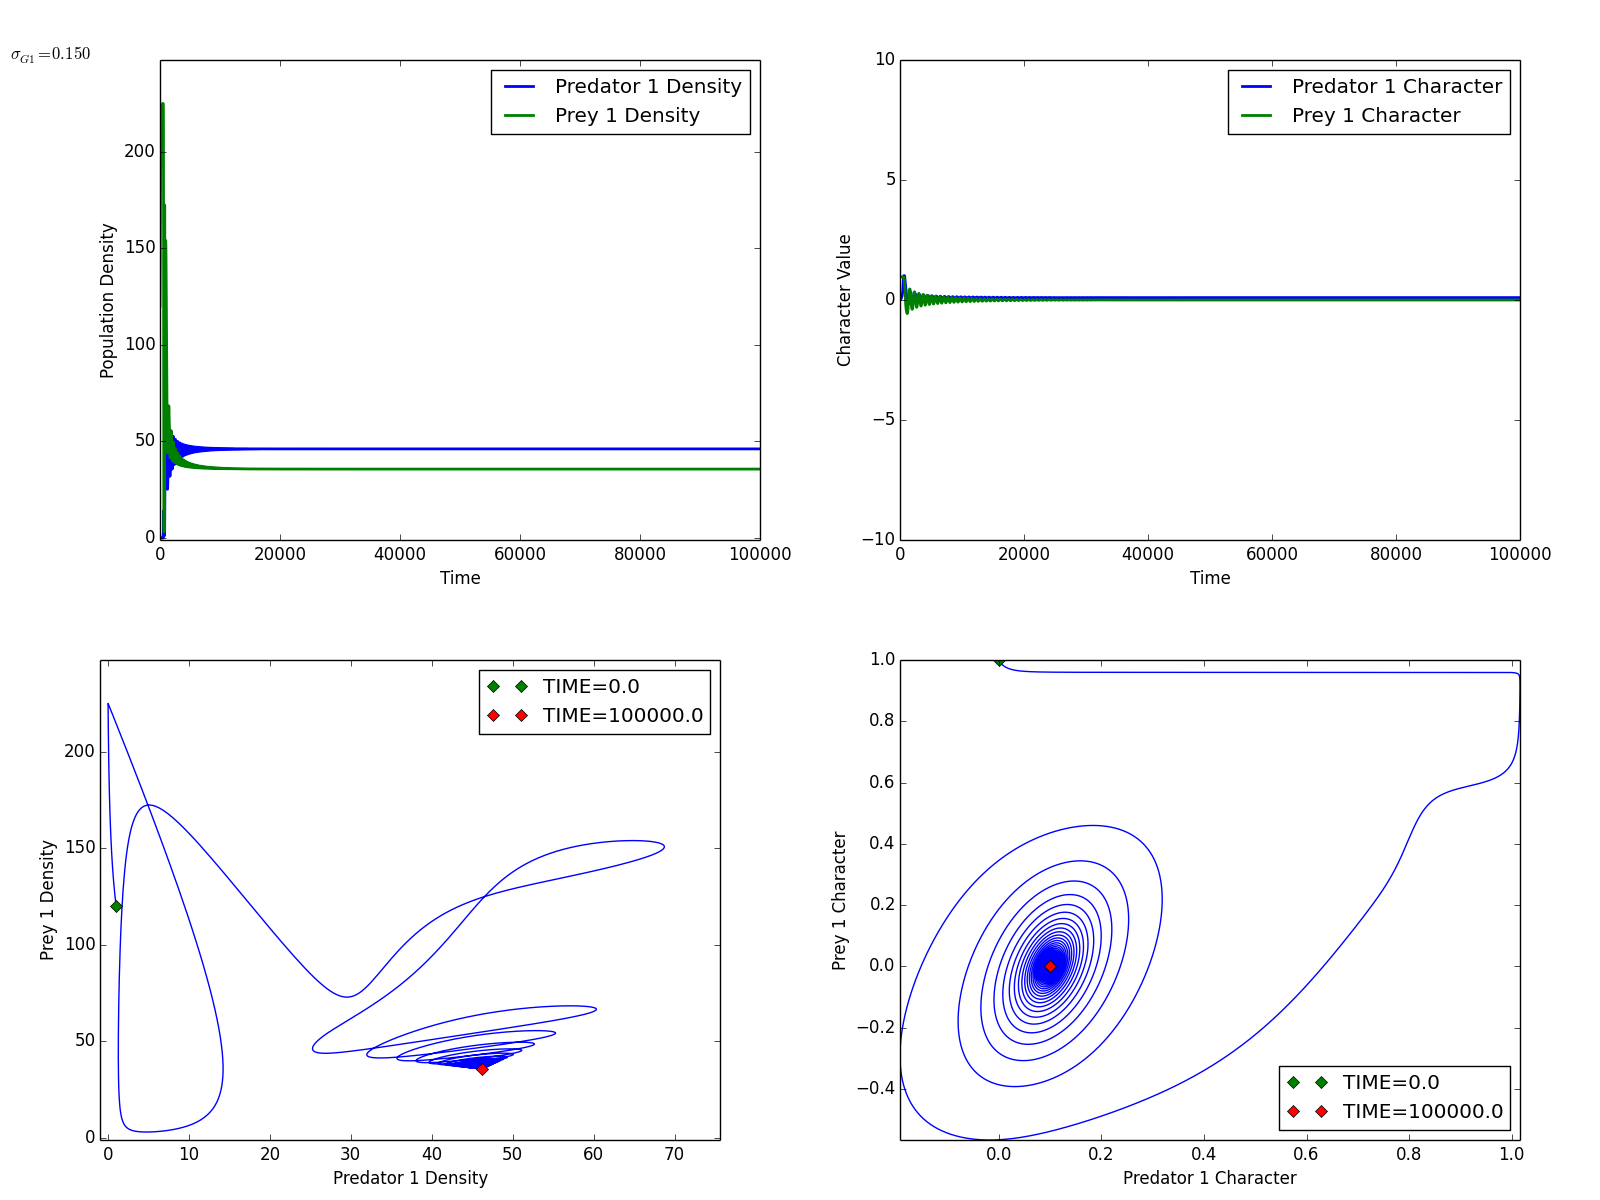 σG1=0.150
Predator 1 Density
Prey 1 Density
200
150
100
50
0
Population Density
0 20000 40000 60000 80000 100000
Time
Predator 1 Character
Prey 1 Character
10
5
0
−5
−10
Character Value
0 20000 40000 60000 80000 100000
Time
TIME=0.0
TIME=100000.0
200
150
100
50
0
Prey 1 Density
0 10 20 30 40 50 60 70
Predator 1 Density
1.0
0.8
0.6
0.4
0.2
0.0
−0.2
−0.4
Prey 1 Character
TIME=0.0
TIME=100000.0
0.0 0.2 0.4 0.6 0.8 1.0
Predator 1 Character